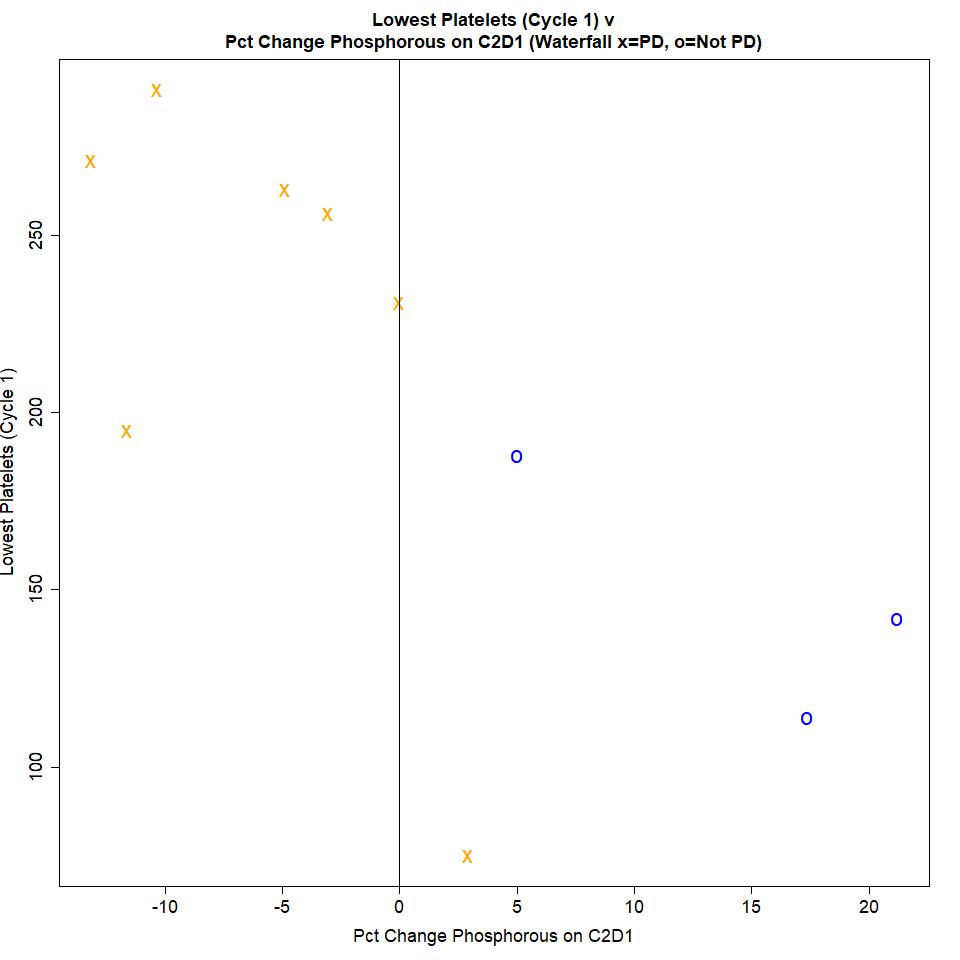 Lowest Platelets (Cycle 1) v
Pct Change Phosphorous on C2D1 (Waterfall x=PD, o=Not PD)
Lowest Platelets (Cycle 1)
250
200
150
100
X
X
X
X
X
X
O
O
O
X
-10
-5
0
5
10
15
20
Pct Change Phosphorous on C2D1